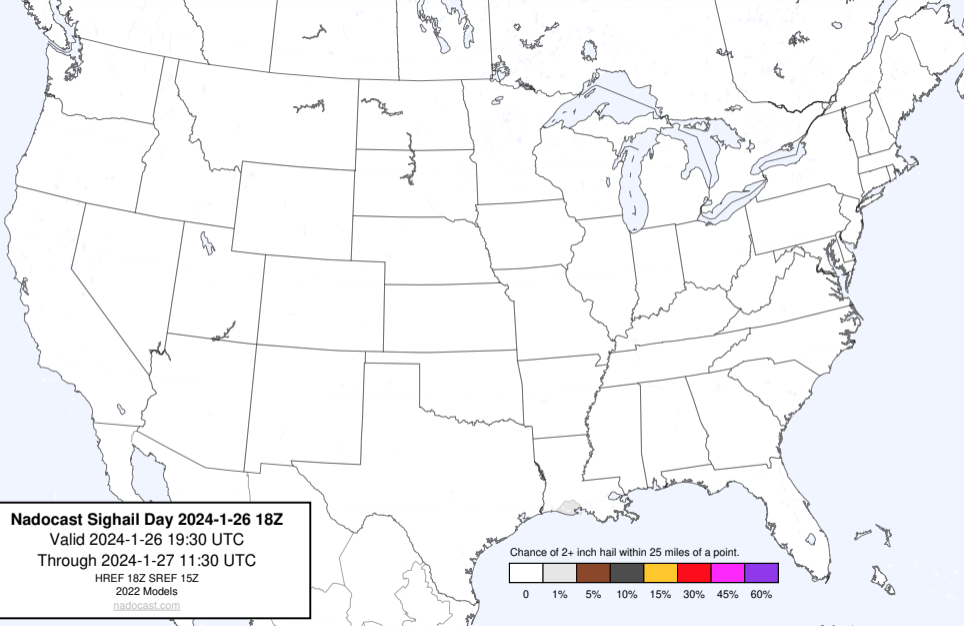 Nadocast Sighail Day 2024-1-26 18Z
Valid 2024-1-26 19:30 UTC
Through 2024-1-27 11:30 UTC
HREF 18Z SREF 15Z
2022 Models
nadocast.com
Chance of 2+ inch hail within 25 miles of a point.
0 1% 5% 10% 15% 30% 45% 60%